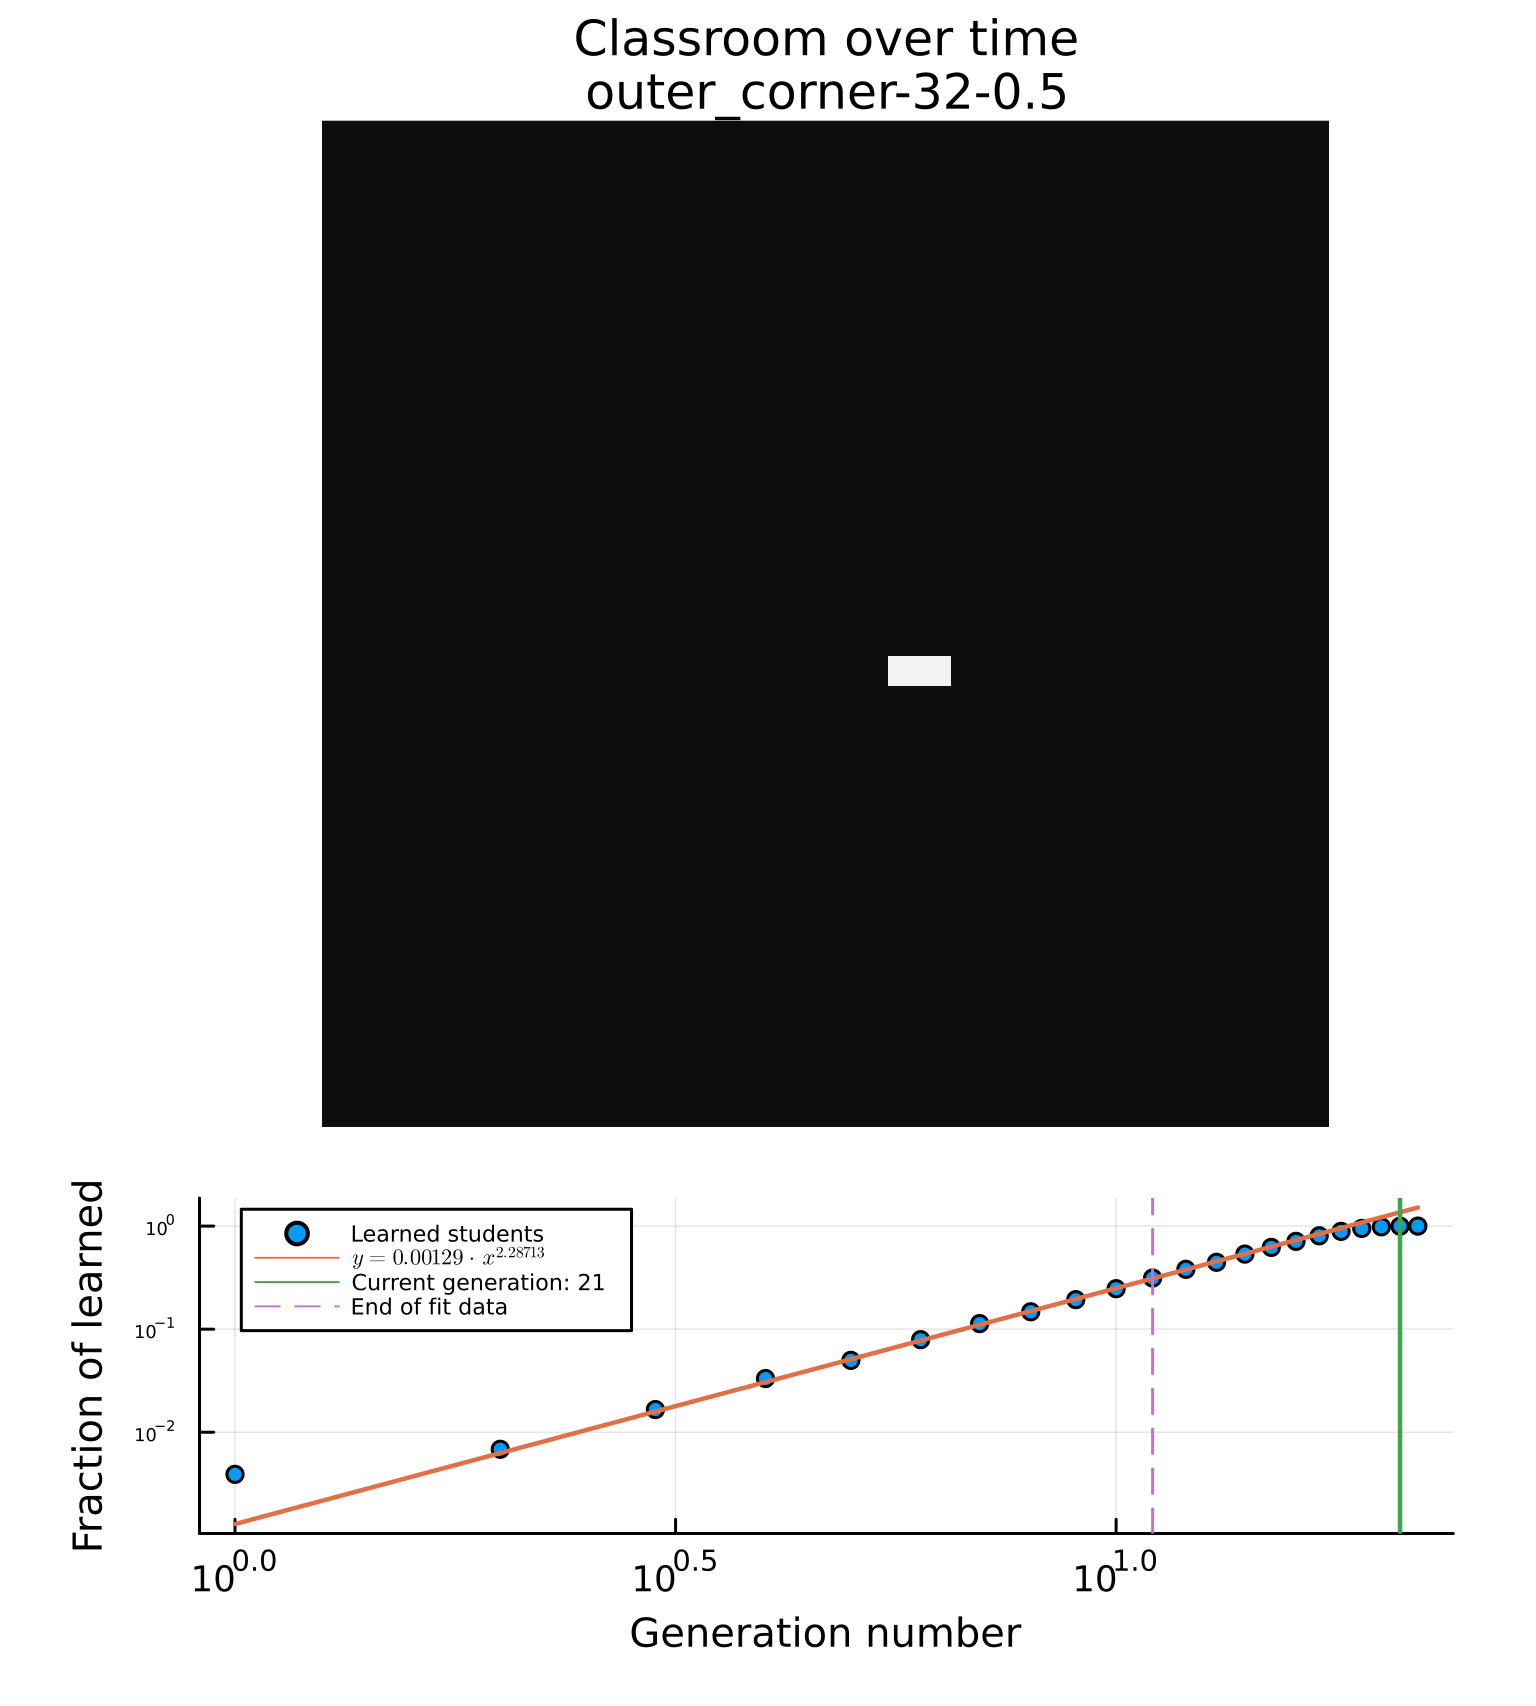 Classroom over time
outer_corner-32-0.5
Fraction of learned
10^0
10^−1
10^−2
Learned students
y = 0.00129 · x^2.28713
Current generation: 21
End of fit data
10^0.0 10^0.5 10^1.0
Generation number